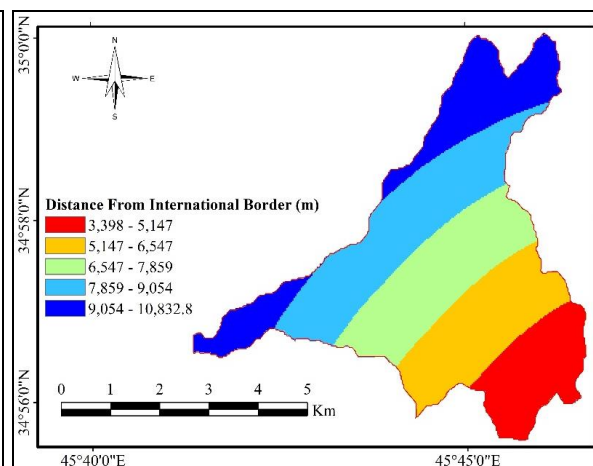 N
W E
S
35°0'0"N
34°58'0"N
34°56'0"N
Distance From International Border (m)
3,398 - 5,147
5,147 - 6,547
6,547 - 7,859
7,859 - 9,054
9,054 - 10,832.8
0 1 2 3 4 5
Km
45°40'0"E 45°45'0"E